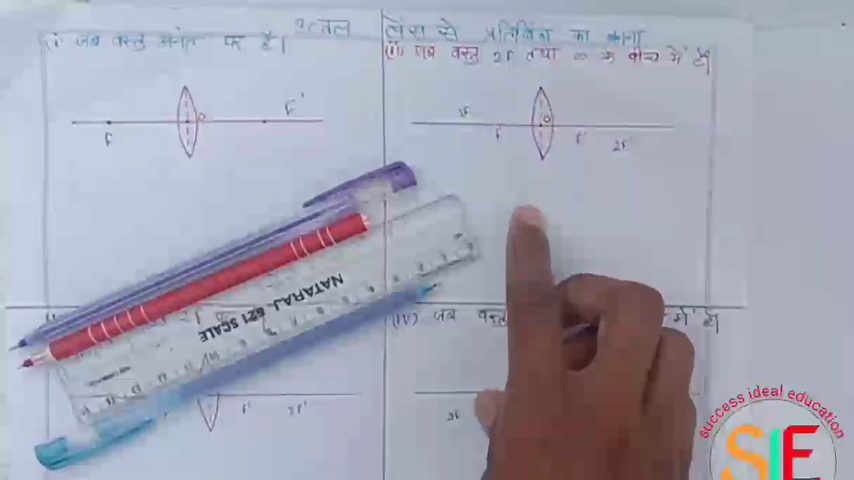 उत्तल लेंस से प्रतिबिंब का बनना
(i) जब वस्तु अनंत पर है।
F O F'
(ii) जब वस्तु 2F तथा ∞ के बीच में हो
2F F O F' 2F'
NATARAJ 621 SCALE
2F
F' 2F'
(iv) जब वस्तु में हो
2F
success ideal education
SIE